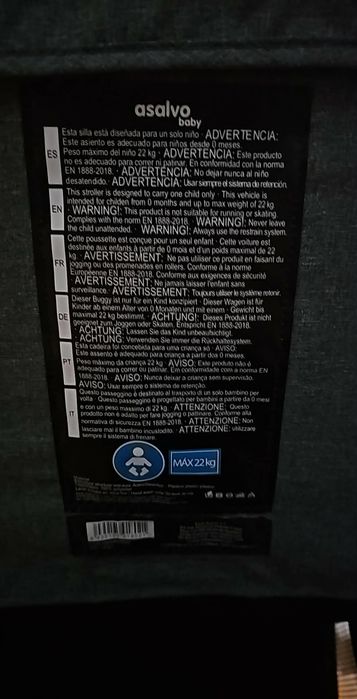 asalvo
baby
ES
Esta silla está diseñada para un solo niño · ADVERTENCIA:
Este asiento es adecuado para niños desde 0 meses.
Peso máximo del niño 22 kg · ADVERTENCIA: Este producto
no es adecuado para correr ni patinar. En conformidad con la norma
EN 1888-2018. · ADVERTENCIA: No dejar nunca al niño
desatendido. · ADVERTENCIA: Usar siempre el sistema de retención.
EN
This stroller is designed to carry one child only · This vehicle is
intended for childen from 0 months and up to max weight of 22 kg
· WARNING!: This product is not suitable for running or skating.
Complies with the norm EN 1888-2018. · WARNING!: Never leave
the child unattended. · WARNING!: Always use the restrain system.
FR
Cette poussette est conçue pour un seul enfant · Cette voiture est
destinée aux enfants à partir de 0 mois et d'un poids maximal de 22
kg · AVERTISSEMENT: Ne pas utiliser ce produit en faisant du
jogging ou des promenades en rollers. Conforme à la norme
Européenne EN 1888-2018. Conforme aux exigences de sécurité
· AVERTISSEMENT: Ne jamais laisser l'enfant sans
surveillance · AVERTISSEMENT: Toujours utiliser le système retenir.
DE
Dieser Buggy ist nur für ein Kind konzipiert · Dieser Wagen ist für
Kinder ab einem Alter von 0 Monaten und mit einem · Gewicht bis
maximal 22 kg bestimmt. · ACHTUNG!: Dieses Produkt ist nicht
geeignet zum Joggen oder Skaten. Entspricht EN 1888-2018.
· ACHTUNG: Lassen Sie das Kind unbeaufsichtigt.
· ACHTUNG: Verwenden Sie immer die Rückhaltesystem.
PT
Esta cadeira foi concebida para uma criança só · AVISO:
Este assento é adequado para criança a partir dos 0 meses.
Peso máximo da criança 22 kg · AVISO: Este produto não é
adequado para correr ou patinar. Em conformidade com a norma EN
1888-2018. · AVISO: Nunca deixar a criança sem supervisão.
AVISO: Usar sempre o sistema de retenção.
IT
Questo passeggino è destinato al trasporto di un solo bambino per
volta · Questo passeggino è progettato per bambini a partire da 0 mesi
e con un peso massimo di 22 kg · ATTENZIONE: Questo
prodotto non è adatto per fare jogging o pattinare. Conforme alla
normativa di sicurezza EN 1888-2018. · ATTENZIONE: Non
lasciare mai il bambino incustodito. · ATTENZIONE: utilizzare
sempre il sistema di frenare.
MÁX 22 kg